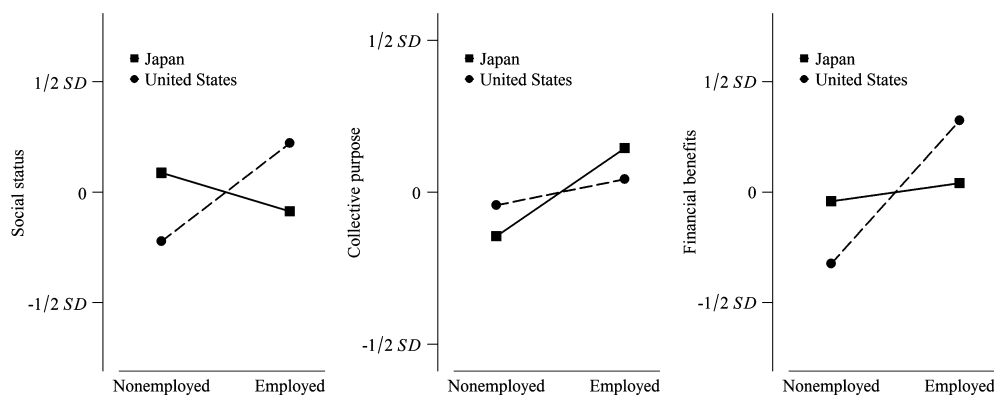 Social status
1/2 SD
0
-1/2 SD
Japan
United States
Nonemployed
Employed
Collective purpose
1/2 SD
0
-1/2 SD
Japan
United States
Nonemployed
Employed
Financial benefits
1/2 SD
0
-1/2 SD
Japan
United States
Nonemployed
Employed